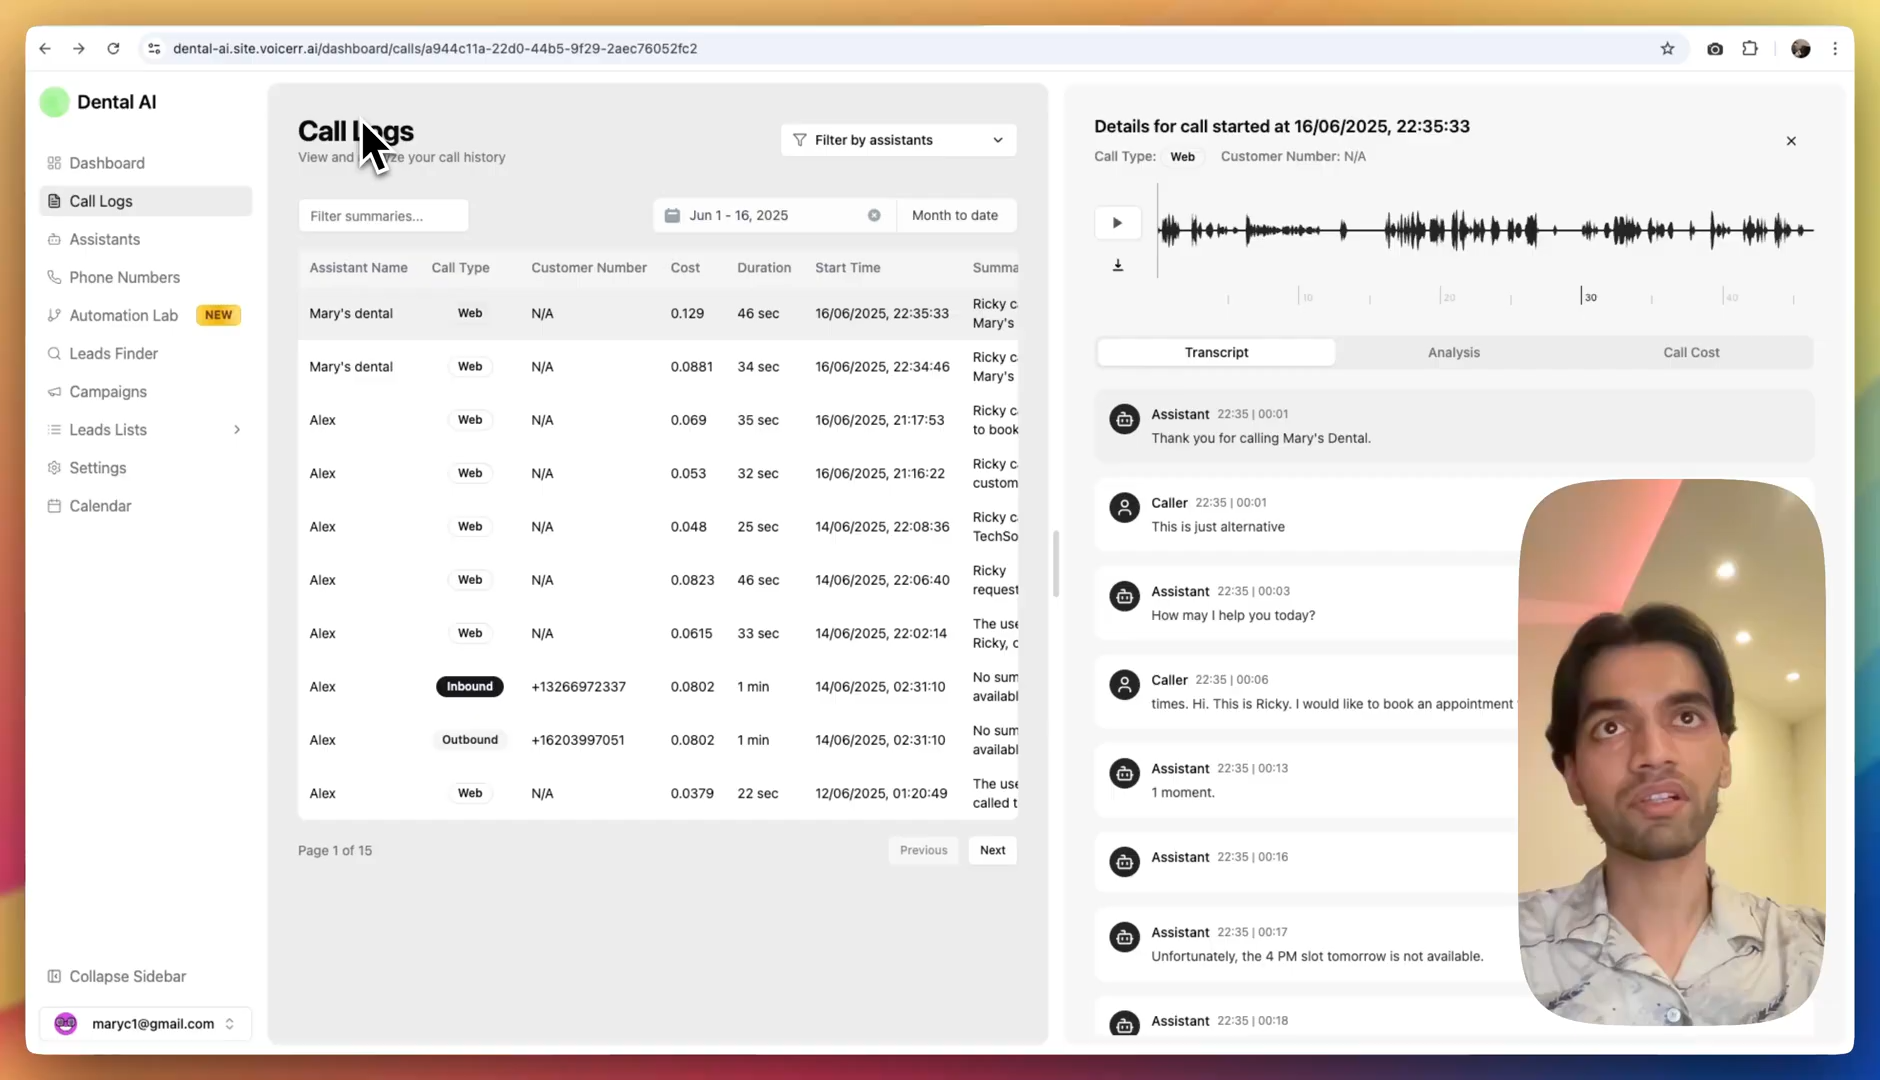 dental-ai.site.voicerr.ai/dashboard/calls/a944c11a-22d0-44b5-9f29-2aec76052fc2
Dental AI
Dashboard
Call Logs
Assistants
Phone Numbers
Automation Lab NEW
Leads Finder
Campaigns
Leads Lists
Settings
Calendar
Collapse Sidebar
maryc1@gmail.com
Call Logs
View and your call history
Filter by assistants
Filter summaries...
Jun 1 - 16, 2025
Month to date
Assistant Name Call Type Customer Number Cost Duration Start Time Summa
Mary's dental Web N/A 0.129 46 sec 16/06/2025, 22:35:33 Ricky c
Mary's
Mary's dental Web N/A 0.0881 34 sec 16/06/2025, 22:34:46 Ricky c
Mary's
Alex Web N/A 0.069 35 sec 16/06/2025, 21:17:53 Ricky c
to book
Alex Web N/A 0.053 32 sec 16/06/2025, 21:16:22 Ricky c
custom
Alex Web N/A 0.048 25 sec 14/06/2025, 22:08:36 Ricky c
TechSo
Alex Web N/A 0.0823 46 sec 14/06/2025, 22:06:40 Ricky
request
Alex Web N/A 0.0615 33 sec 14/06/2025, 22:02:14 The use
Ricky, c
Alex Inbound +13266972337 0.0802 1 min 14/06/2025, 02:31:10 No sum
availabl
Alex Outbound +16203997051 0.0802 1 min 14/06/2025, 02:31:10 No sum
availabl
Alex Web N/A 0.0379 22 sec 12/06/2025, 01:20:49 The use
called t
Page 1 of 15
Previous
Next
Details for call started at 16/06/2025, 22:35:33
Call Type: Web Customer Number: N/A
10 20 30 40
Transcript Analysis Call Cost
Assistant 22:35 | 00:01
Thank you for calling Mary's Dental.
Caller 22:35 | 00:01
This is just alternative
Assistant 22:35 | 00:03
How may I help you today?
Caller 22:35 | 00:06
times. Hi. This is Ricky. I would like to book an appointment
Assistant 22:35 | 00:13
1 moment.
Assistant 22:35 | 00:16
Assistant 22:35 | 00:17
Unfortunately, the 4 PM slot tomorrow is not available.
Assistant 22:35 | 00:18